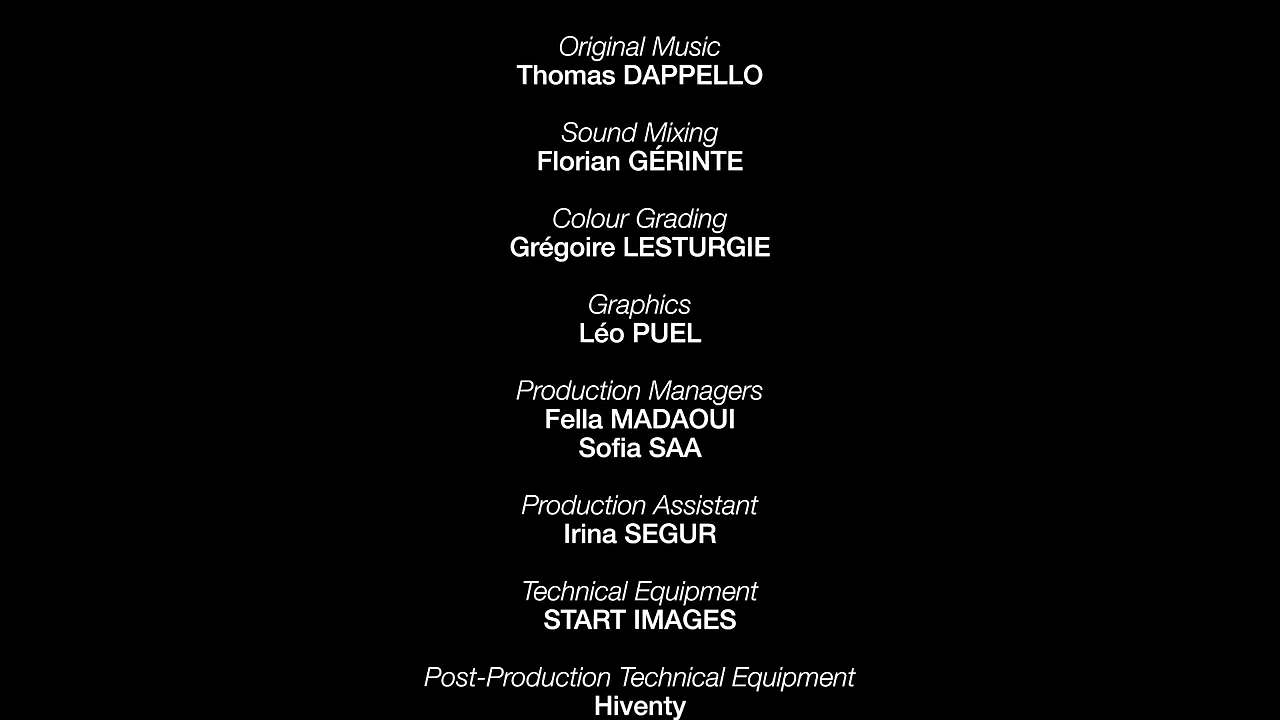 Original Music
Thomas DAPPELLO
Sound Mixing
Florian GÉRINTE
Colour Grading
Grégoire LESTURGIE
Graphics
Léo PUEL
Production Managers
Fella MADAOUI
Sofia SAA
Production Assistant
Irina SEGUR
Technical Equipment
START IMAGES
Post-Production Technical Equipment
Hiventy